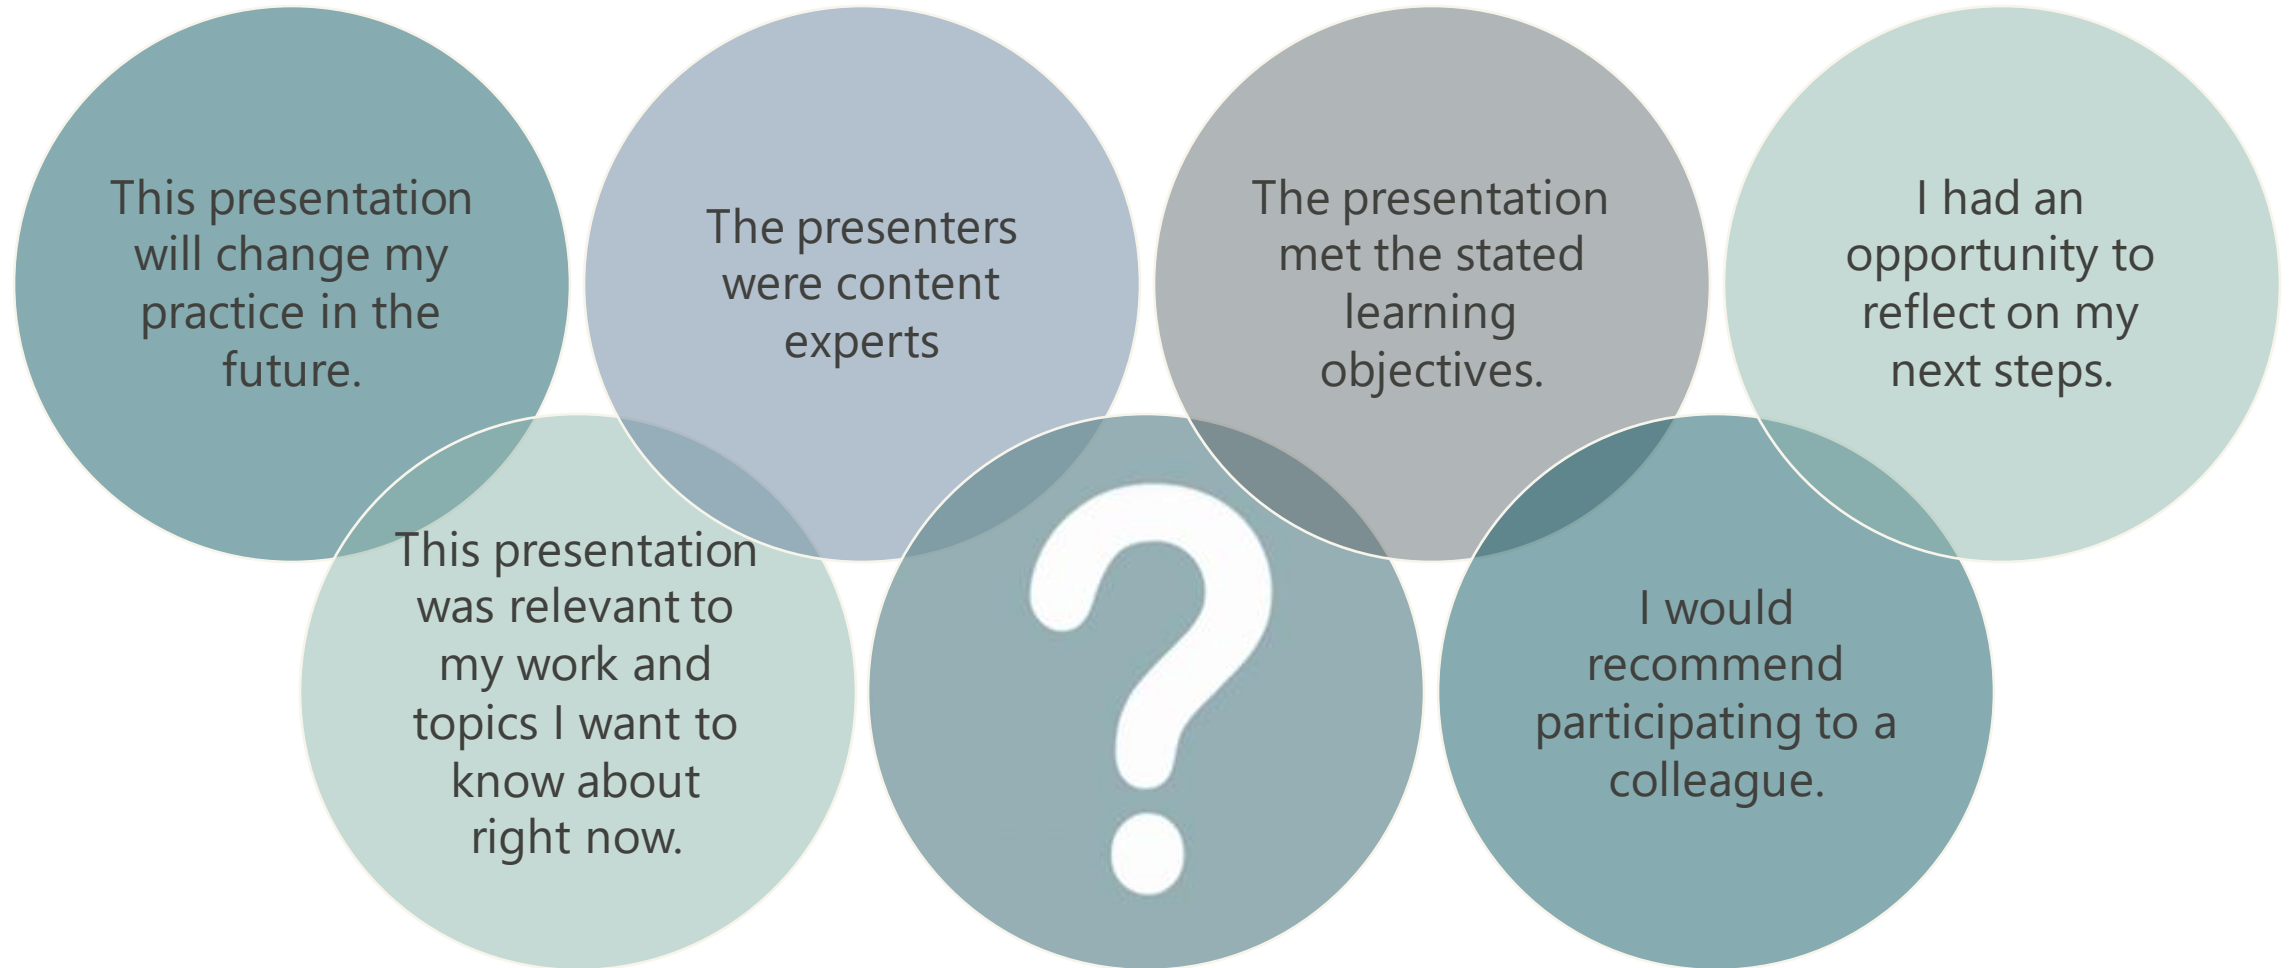 This presentation
will change my
practice in the
future.
The presenters
were content
experts
The presentation
met the stated
learning
objectives.
I had an
opportunity to
reflect on my
next steps.
This presentation
was relevant to
my work and
topics I want to
know about
right now.
?
I would
recommend
participating to a
colleague.